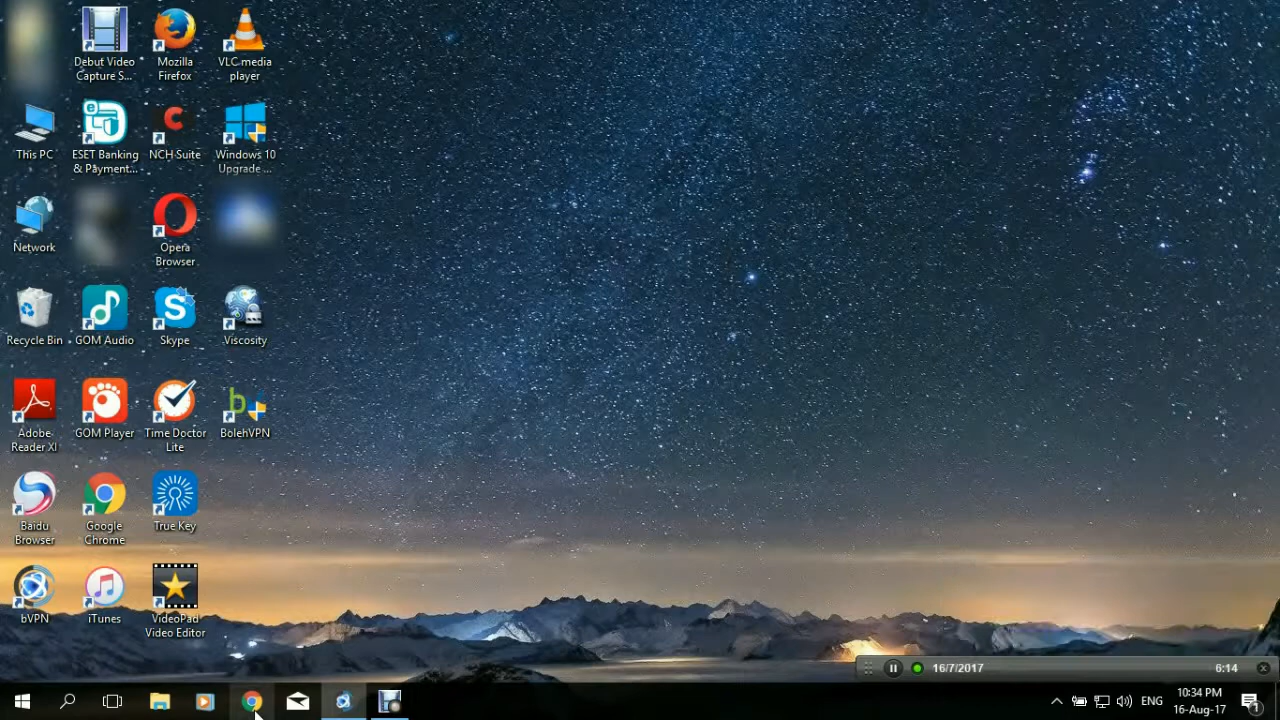 Debut Video
Capture S...
Mozilla
Firefox
VLC media
player
This PC
ESET Banking
& Payment...
NCH Suite
Windows 10
Upgrade ...
Network
Opera
Browser
Recycle Bin
GOM Audio
Skype
Viscosity
Adobe
Reader XI
GOM Player
Time Doctor
Lite
BolehVPN
Baidu
Browser
Google
Chrome
True Key
bVPN
iTunes
VideoPad
Video Editor
16/7/2017
6:14
ENG
10:34 PM
16-Aug-17
1